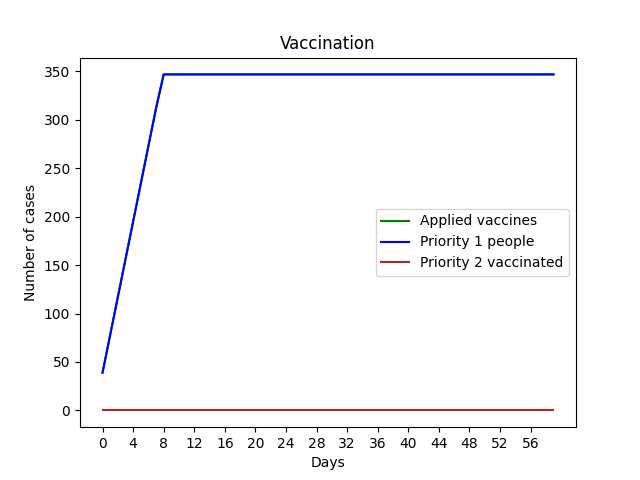 Vaccination
350
300
250
200
150
100
50
0
Number of cases
Applied vaccines
Priority 1 people
Priority 2 vaccinated
0 4 8 12 16 20 24 28 32 36 40 44 48 52 56
Days